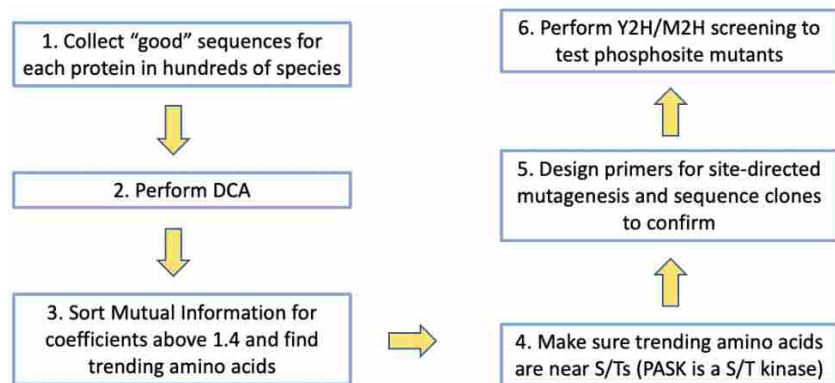 1. Collect “good” sequences for
each protein in hundreds of species
2. Perform DCA
3. Sort Mutual Information for
coefficients above 1.4 and find
trending amino acids
4. Make sure trending amino acids
are near S/Ts (PASK is a S/T kinase)
5. Design primers for site-directed
mutagenesis and sequence clones
to confirm
6. Perform Y2H/M2H screening to
test phosphosite mutants